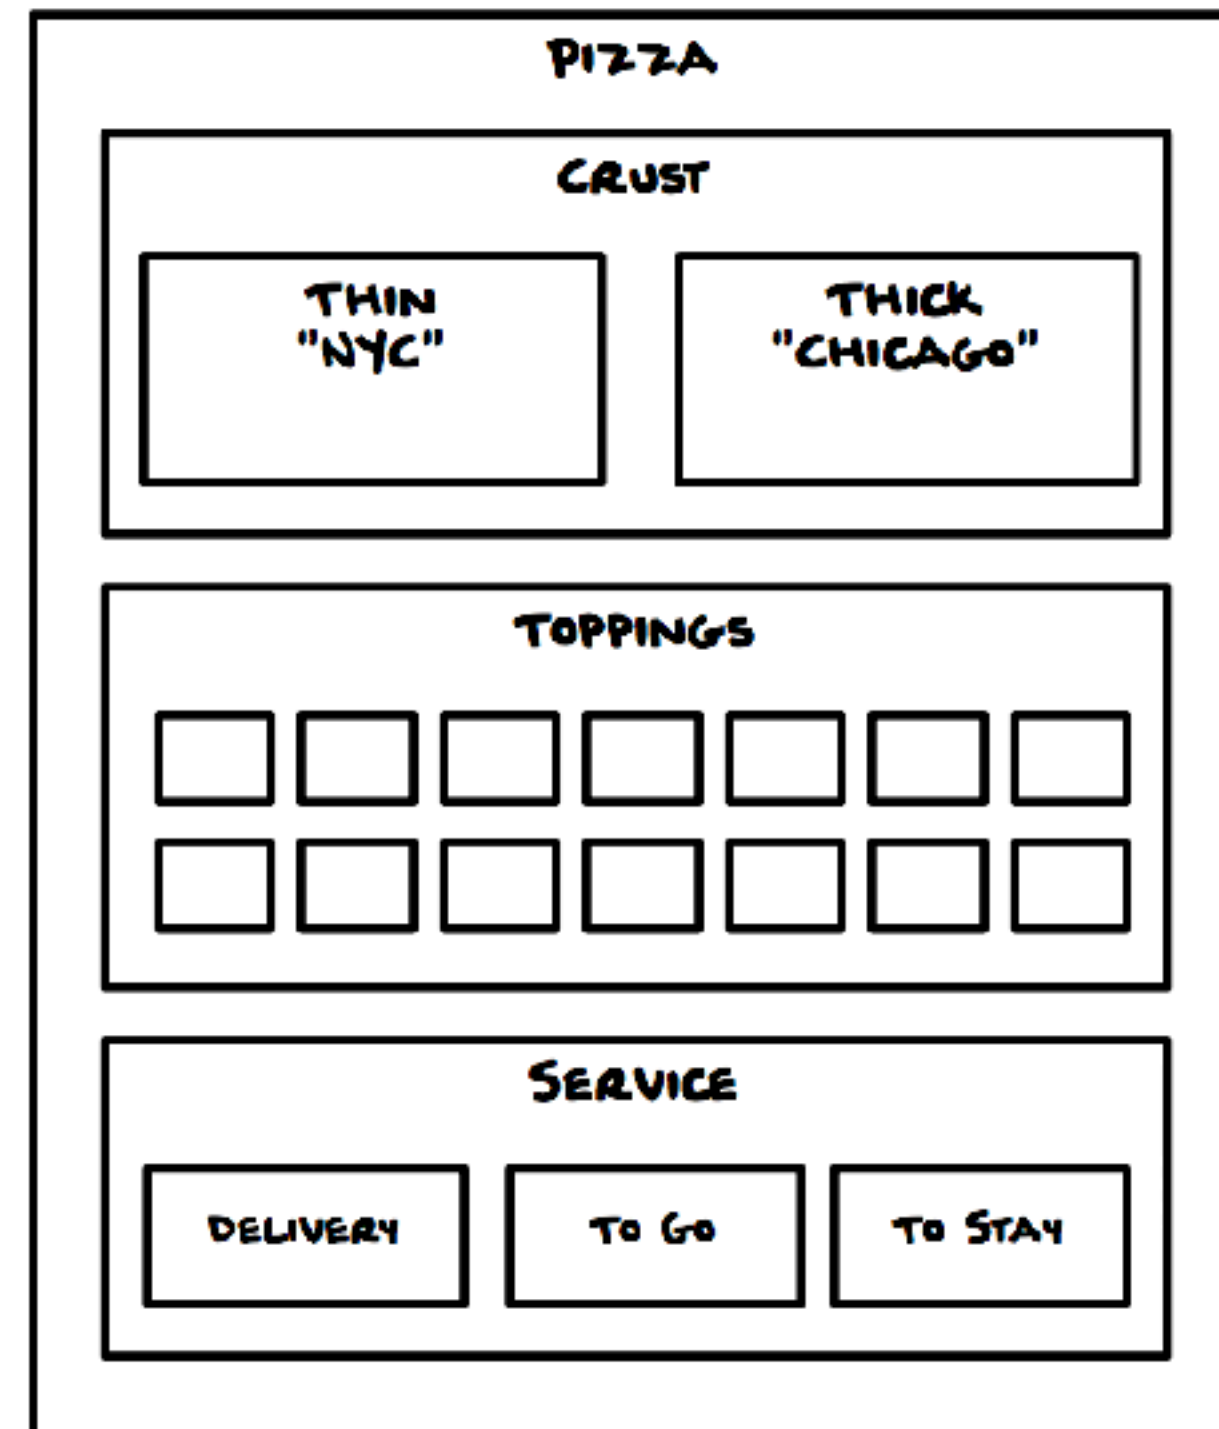 PIZZA
CRUST
THIN
"NYC"
THICK
"CHICAGO"
TOPPINGS
SERVICE
DELIVERY
TO GO
TO STAY